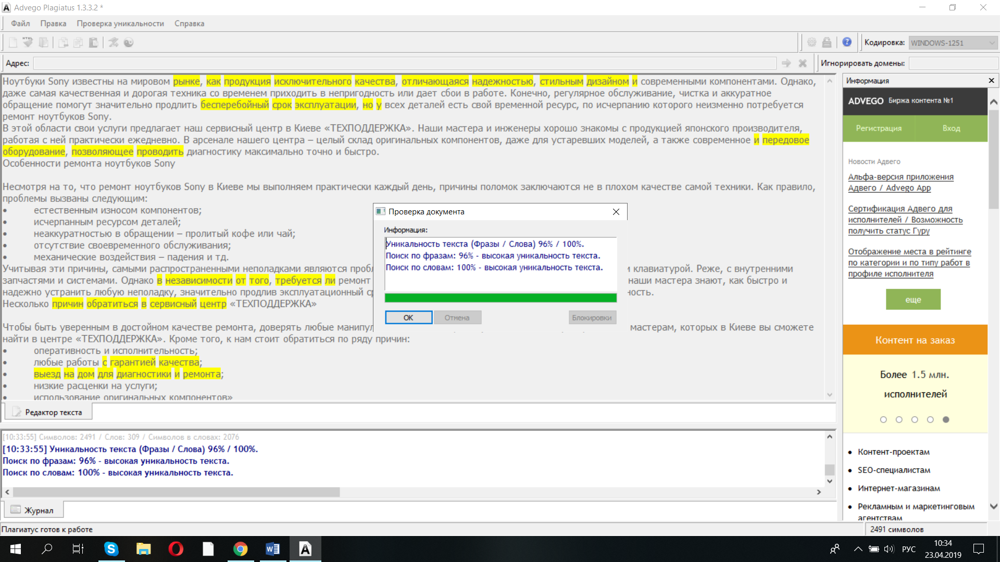 Advego Plagiatus 1.3.3.2 *
Файл Правка Проверка уникальности Справка
HTML
Кодировка: WINDOWS-1251
Адрес:
Игнорировать домены:
Ноутбуки Sony известны на мировом рынке, как продукция исключительного качества, отличающаяся надежностью, стильным дизайном и современными компонентами. Однако,
даже самая качественная и дорогая техника со временем приходить в непригодность или дает сбои в работе. Конечно, регулярное обслуживание, чистка и аккуратное
обращение помогут значительно продлить бесперебойный срок эксплуатации, но у всех деталей есть свой временной ресурс, по исчерпанию которого неизменно потребуется
ремонт ноутбуков Sony.
В этой области свои услуги предлагает наш сервисный центр в Киеве «ТЕХПОДДЕРЖКА». Наши мастера и инженеры хорошо знакомы с продукцией японского производителя,
работая с ней практически ежедневно. В арсенале нашего центра – целый склад оригинальных компонентов, даже для устаревших моделей, а также современное и передовое
оборудование, позволяющее проводить диагностику максимально точно и быстро.
Особенности ремонта ноутбуков Sony
Несмотря на то, что ремонт ноутбуков Sony в Киеве мы выполняем практически каждый день, причины поломок заключаются не в плохом качестве самой техники. Как правило,
проблемы вызваны следующим:
• естественным износом компонентов;
• исчерпанным ресурсом деталей;
• неаккуратностью в обращении – пролитый кофе или чай;
• отсутствие своевременного обслуживания;
• механические воздействия – падения и тд.
Учитывая эти причины, самыми распространенными неполадками являются клавиатурой. Реже, с внутренними
запчастями и системами. Однако в независимости от того, требуется ли ремонт наши мастера знают, как быстро и
надежно устранить любую неполадку, значительно продлив эксплуатационный
Несколько причин обратиться в сервисный центр «ТЕХПОДДЕРЖКА»
Чтобы быть уверенным в достойном качестве ремонта, доверять любые мастерам, которых в Киеве вы сможете
найти в центре «ТЕХПОДДЕРЖКА». Кроме того, к нам стоит обратиться по ряду причин:
• оперативность и исполнительность;
• любые работы с гарантией качества;
• выезд на дом для диагностики и ремонта;
• низкие расценки на услуги;
• использование оригинальных компонентов»
Проверка документа
Информация:
Уникальность текста (Фразы / Слова) 96% / 100%.
Поиск по фразам: 96% - высокая уникальность текста.
Поиск по словам: 100% - высокая уникальность текста.
OK Отмена Блокировки
Редактор текста
[10:33:55] Символов: 2491 / Слов: 309 / Символов в словах: 2076
[10:33:55] Уникальность текста (Фразы / Слова) 96% / 100%.
Поиск по фразам: 96% - высокая уникальность текста.
Поиск по словам: 100% - высокая уникальность текста.
Журнал
Плагиатус готов к работе
2491 символов
Информация
ADVEGO Биржа контента №1
Регистрация Вход
Новости Адвего
Альфа-версия приложения
Адвего / Advego App
Сертификация Адвего для
исполнителей / Возможность
получить статус Гуру
Отображение места в рейтинге
по категории и по типу работ в
профиле исполнителя
еще
Контент на заказ
Более 1.5 млн.
исполнителей
• Контент-проектам
• SEO-специалистам
• Интернет-магазинам
• Рекламным и маркетинговым
агентствам
РУС
10:34
23.04.2019